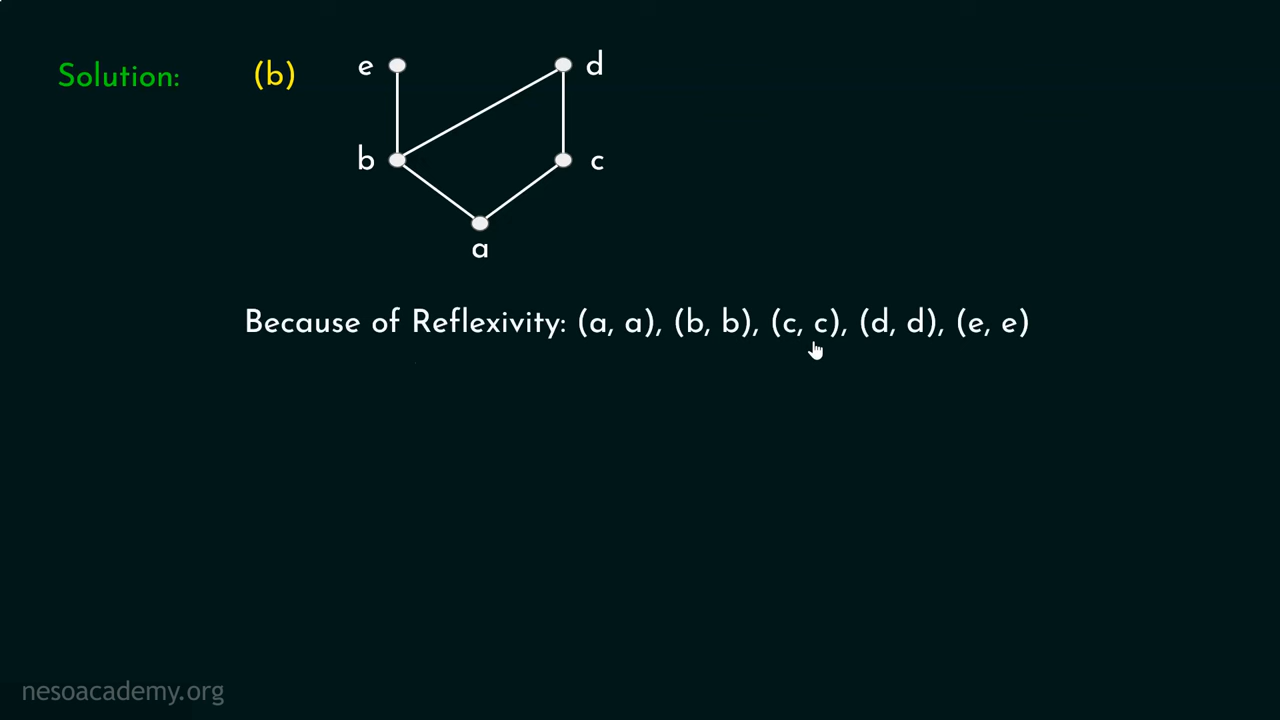 Solution: (b)
e d
b c
a
Because of Reflexivity: (a, a), (b, b), (c, c), (d, d), (e, e)
nesoacademy.org